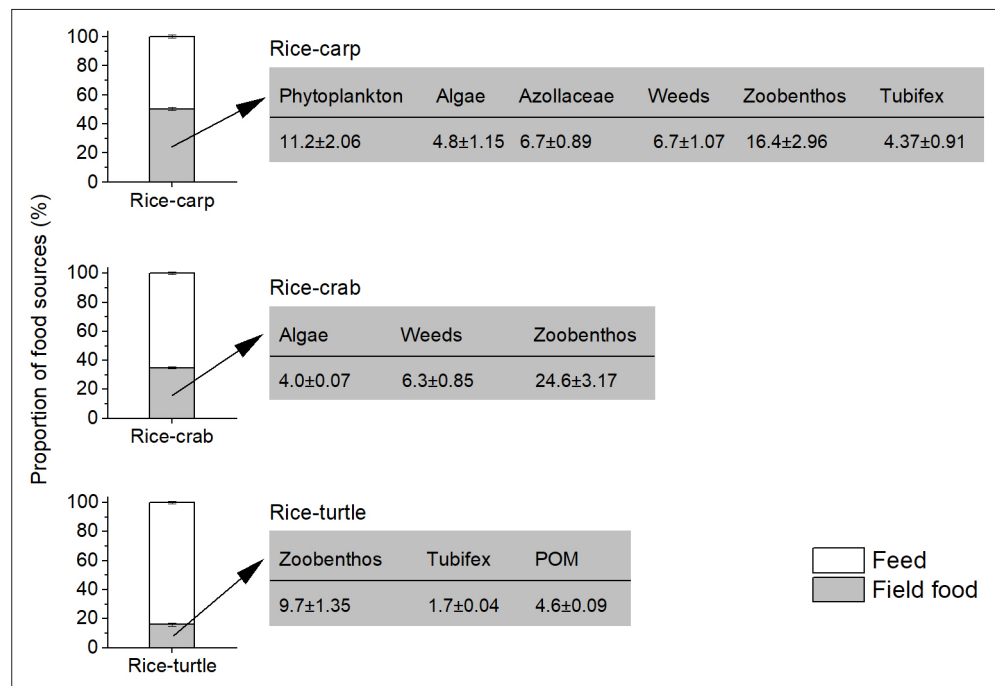 Proportion of food sources (%)
100
80
60
40
20
0
Rice-carp
Rice-carp
Phytoplankton Algae Azollaceae Weeds Zoobenthos Tubifex
11.2±2.06 4.8±1.15 6.7±0.89 6.7±1.07 16.4±2.96 4.37±0.91
100
80
60
40
20
0
Rice-crab
Rice-crab
Algae Weeds Zoobenthos
4.0±0.07 6.3±0.85 24.6±3.17
100
80
60
40
20
0
Rice-turtle
Rice-turtle
Zoobenthos Tubifex POM
9.7±1.35 1.7±0.04 4.6±0.09
Feed
Field food